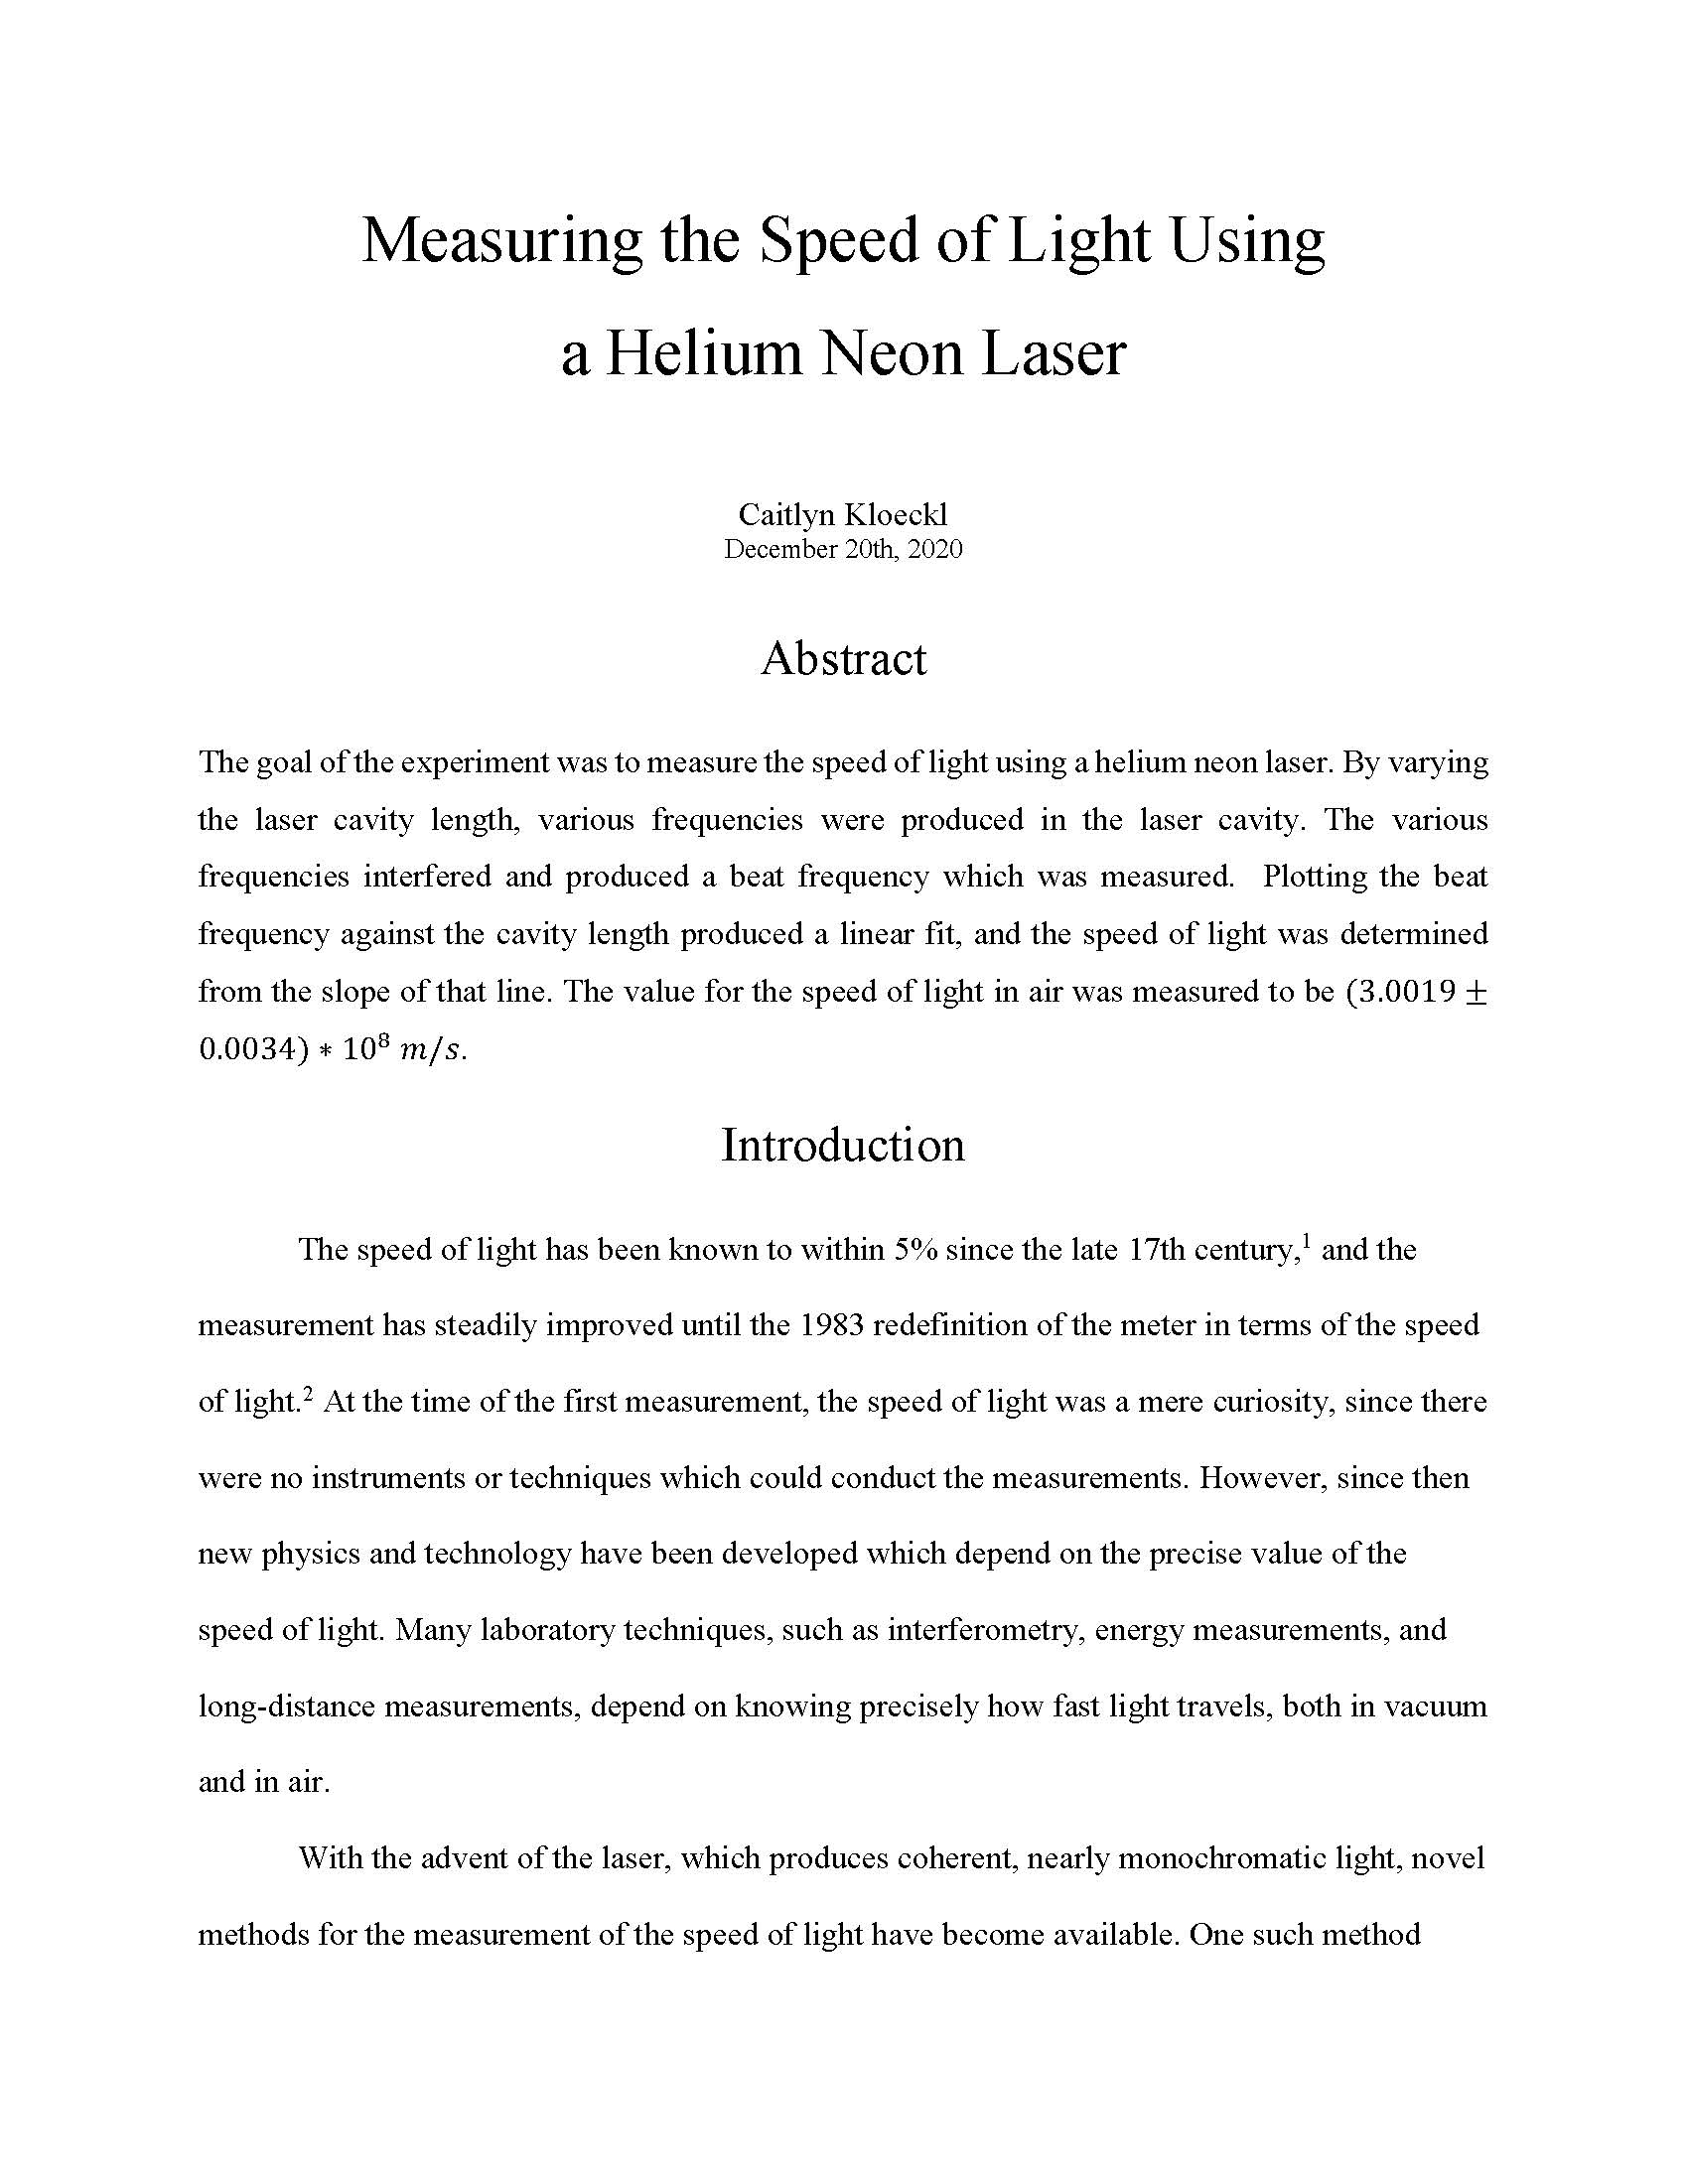 Measuring the Speed of Light Using
a Helium Neon Laser
Caitlyn Kloeckl
December 20th, 2020
Abstract
The goal of the experiment was to measure the speed of light using a helium neon laser. By varying
the laser cavity length, various frequencies were produced in the laser cavity. The various
frequencies interfered and produced a beat frequency which was measured.  Plotting the beat
frequency against the cavity length produced a linear fit, and the speed of light was determined
from the slope of that line. The value for the speed of light in air was measured to be (3.0019 ±
0.0034) ∗ 10⁸ m/s.
Introduction
The speed of light has been known to within 5% since the late 17th century,¹ and the
measurement has steadily improved until the 1983 redefinition of the meter in terms of the speed
of light.² At the time of the first measurement, the speed of light was a mere curiosity, since there
were no instruments or techniques which could conduct the measurements. However, since then
new physics and technology have been developed which depend on the precise value of the
speed of light. Many laboratory techniques, such as interferometry, energy measurements, and
long-distance measurements, depend on knowing precisely how fast light travels, both in vacuum
and in air.
With the advent of the laser, which produces coherent, nearly monochromatic light, novel
methods for the measurement of the speed of light have become available. One such method